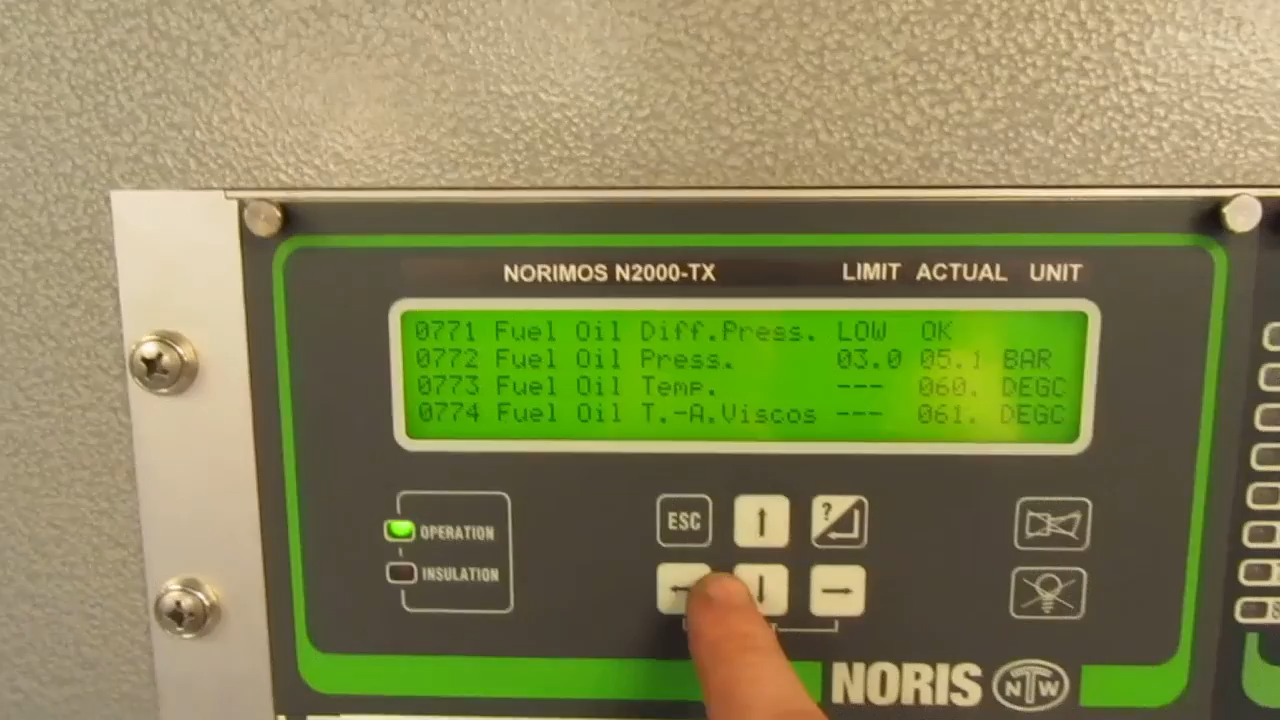 NORIMOS N2000-TX LIMIT ACTUAL UNIT
0771 Fuel Oil Diff.Press. LOW OK
0772 Fuel Oil Press. 03.0 05.1 BAR
0773 Fuel Oil Temp. --- 060. DEGC
0774 Fuel Oil T.-A.Viscos --- 061. DEGC
ESC ↑ ?
OPERATION
INSULATION
← ↓ →
NORIS NTW